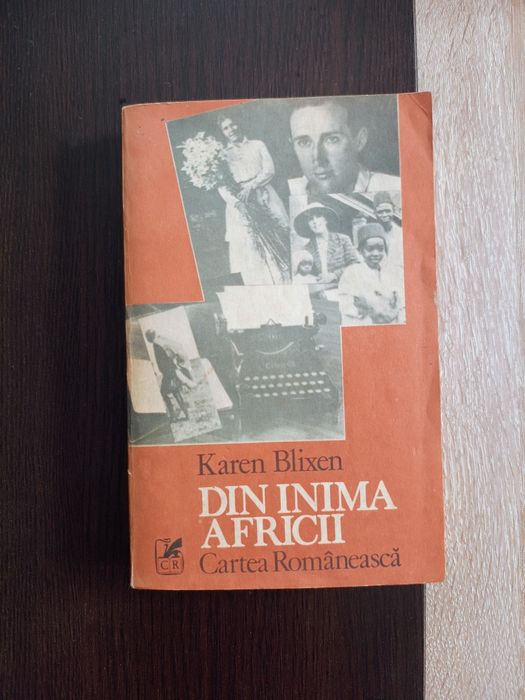 Karen Blixen
DIN INIMA
AFRICII
Cartea Românească
CR